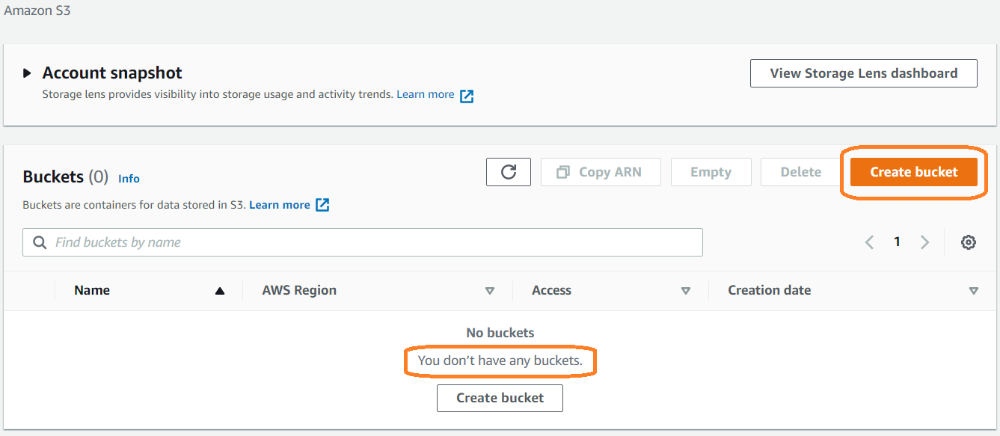 Amazon S3
Account snapshot
View Storage Lens dashboard
Storage lens provides visibility into storage usage and activity trends. Learn more
Buckets (0) Info
Copy ARN
Empty
Delete
Create bucket
Buckets are containers for data stored in S3. Learn more
Find buckets by name
1
Name AWS Region Access Creation date
No buckets
You don’t have any buckets.
Create bucket